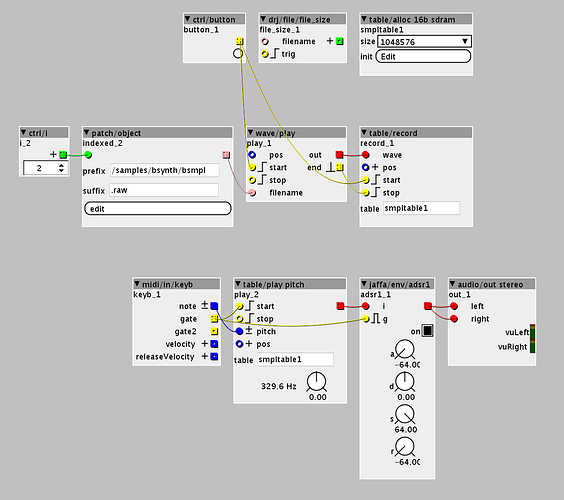 ctrl/button
button_1
drj/file/file_size
file_size_1
filename +
trig
table/alloc 16b sdram
smpltable1
size 1048576
init Edit
ctrl/i
i_2
+
2
patch/object
indexed_2
prefix /samples/bsynth/bsmpl
suffix .raw
edit
wave/play
play_1
pos out
start end
stop
filename
table/record
record_1
wave
+ pos
start
stop
table smpltable1
midi/in/keyb
keyb_1
note ±
gate
gate2
velocity +
releaseVelocity +
table/play pitch
play_2
start
stop
± pitch
+ pos
table smpltable1
329.6 Hz
0.00
jaffa/env/adsr1
adsr1_1
i
g
on
a
-64.00
d
0.00
s
64.00
r
-64.00
audio/out stereo
out_1
left
right
vuLeft
vuRight